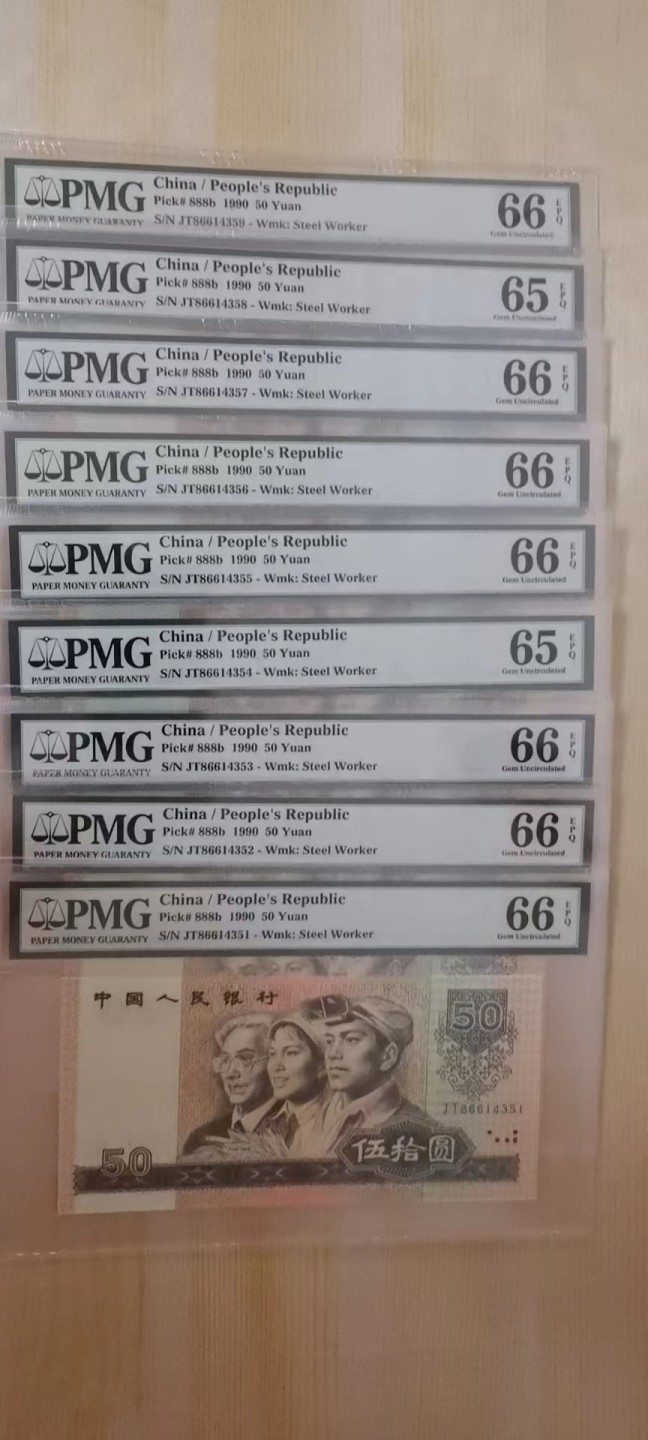 PMG
PAPER MONEY GUARANTY
China / People's Republic
Pick# 888b 1990 50 Yuan
S/N JT86614359 - Wmk: Steel Worker
66 EPQ
Gem Uncirculated
PMG
PAPER MONEY GUARANTY
China / People's Republic
Pick# 888b 1990 50 Yuan
S/N JT86614358 - Wmk: Steel Worker
65 EPQ
Gem Uncirculated
PMG
PAPER MONEY GUARANTY
China / People's Republic
Pick# 888b 1990 50 Yuan
S/N JT86614357 - Wmk: Steel Worker
66 EPQ
Gem Uncirculated
PMG
PAPER MONEY GUARANTY
China / People's Republic
Pick# 888b 1990 50 Yuan
S/N JT86614356 - Wmk: Steel Worker
66 EPQ
Gem Uncirculated
PMG
PAPER MONEY GUARANTY
China / People's Republic
Pick# 888b 1990 50 Yuan
S/N JT86614355 - Wmk: Steel Worker
66 EPQ
Gem Uncirculated
PMG
PAPER MONEY GUARANTY
China / People's Republic
Pick# 888b 1990 50 Yuan
S/N JT86614354 - Wmk: Steel Worker
65 EPQ
Gem Uncirculated
PMG
PAPER MONEY GUARANTY
China / People's Republic
Pick# 888b 1990 50 Yuan
S/N JT86614353 - Wmk: Steel Worker
66 EPQ
Gem Uncirculated
PMG
PAPER MONEY GUARANTY
China / People's Republic
Pick# 888b 1990 50 Yuan
S/N JT86614352 - Wmk: Steel Worker
66 EPQ
Gem Uncirculated
PMG
PAPER MONEY GUARANTY
China / People's Republic
Pick# 888b 1990 50 Yuan
S/N JT86614351 - Wmk: Steel Worker
66 EPQ
Gem Uncirculated
中国人民银行
50
JT86614351
伍拾圆
50